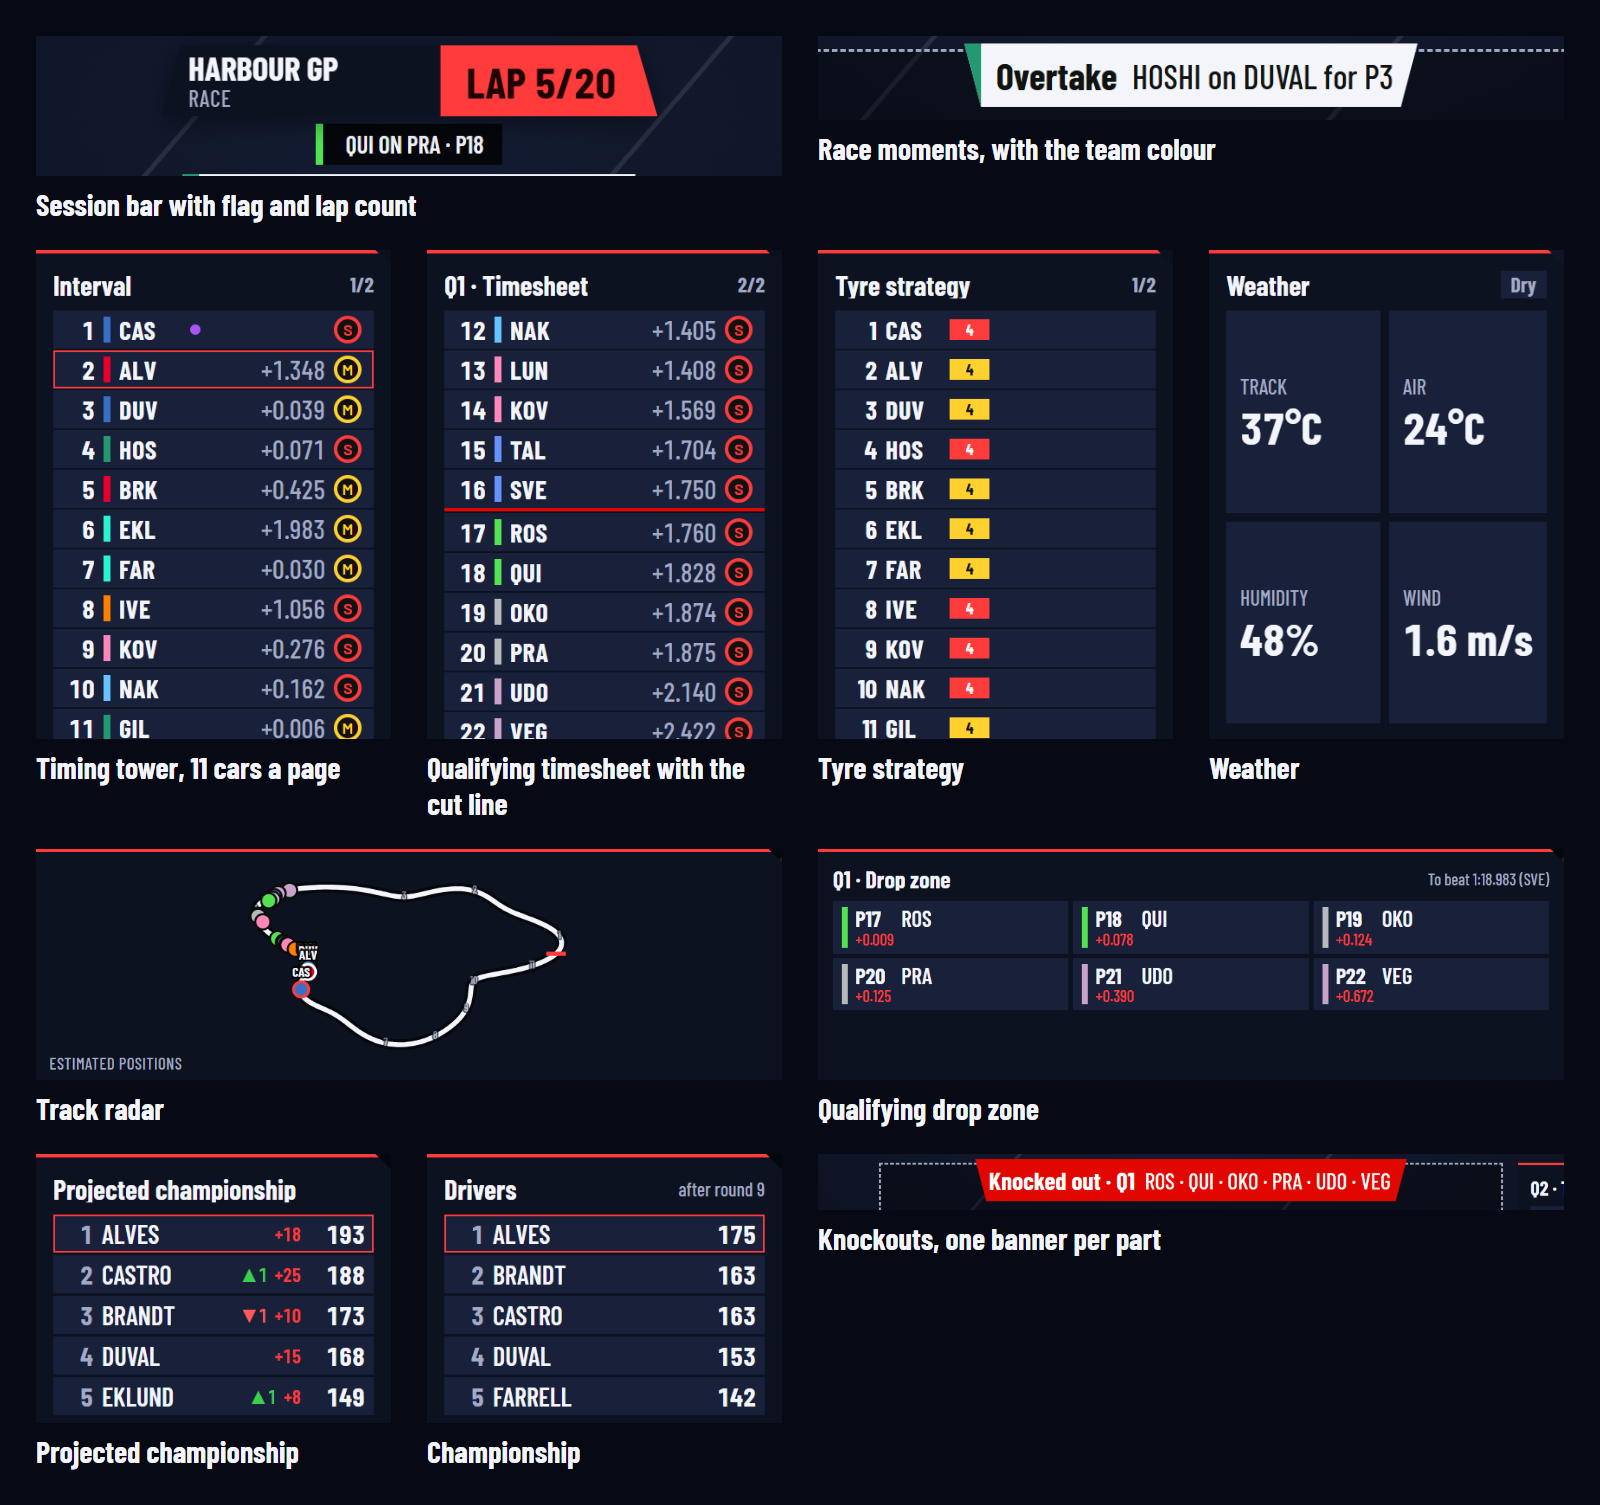 HARBOUR GP
RACE
LAP 5/20
QUI ON PRA · P18
Session bar with flag and lap count
Overtake HOSHI on DUVAL for P3
Race moments, with the team colour
Interval 1/2
1 CAS S
2 ALV +1.348 M
3 DUV +0.039 M
4 HOS +0.071 S
5 BRK +0.425 M
6 EKL +1.983 M
7 FAR +0.030 M
8 IVE +1.056 S
9 KOV +0.276 S
10 NAK +0.162 S
11 GIL +0.006 M
Timing tower, 11 cars a page
Q1 · Timesheet 2/2
12 NAK +1.405 S
13 LUN +1.408 S
14 KOV +1.569 S
15 TAL +1.704 S
16 SVE +1.750 S
17 ROS +1.760 S
18 QUI +1.828 S
19 OKO +1.874 S
20 PRA +1.875 S
21 UDO +2.140 S
22 VEG +2.422 S
Qualifying timesheet with the
cut line
Tyre strategy 1/2
1 CAS 4
2 ALV 4
3 DUV 4
4 HOS 4
5 BRK 4
6 EKL 4
7 FAR 4
8 IVE 4
9 KOV 4
10 NAK 4
11 GIL 4
Tyre strategy
Weather Dry
TRACK
37°C
AIR
24°C
HUMIDITY
48%
WIND
1.6 m/s
Weather
ALV
CAS
ESTIMATED POSITIONS
Track radar
Q1 · Drop zone To beat 1:18.983 (SVE)
P17 ROS
+0.009
P18 QUI
+0.078
P19 OKO
+0.124
P20 PRA
+0.125
P21 UDO
+0.390
P22 VEG
+0.672
Qualifying drop zone
Projected championship
1 ALVES +18 193
2 CASTRO ▲1 +25 188
3 BRANDT ▼1 +10 173
4 DUVAL +15 168
5 EKLUND ▲1 +8 149
Projected championship
Drivers after round 9
1 ALVES 175
2 BRANDT 163
3 CASTRO 163
4 DUVAL 153
5 FARRELL 142
Championship
Knocked out · Q1 ROS · QUI · OKO · PRA · UDO · VEG
Q2 ·
Knockouts, one banner per part